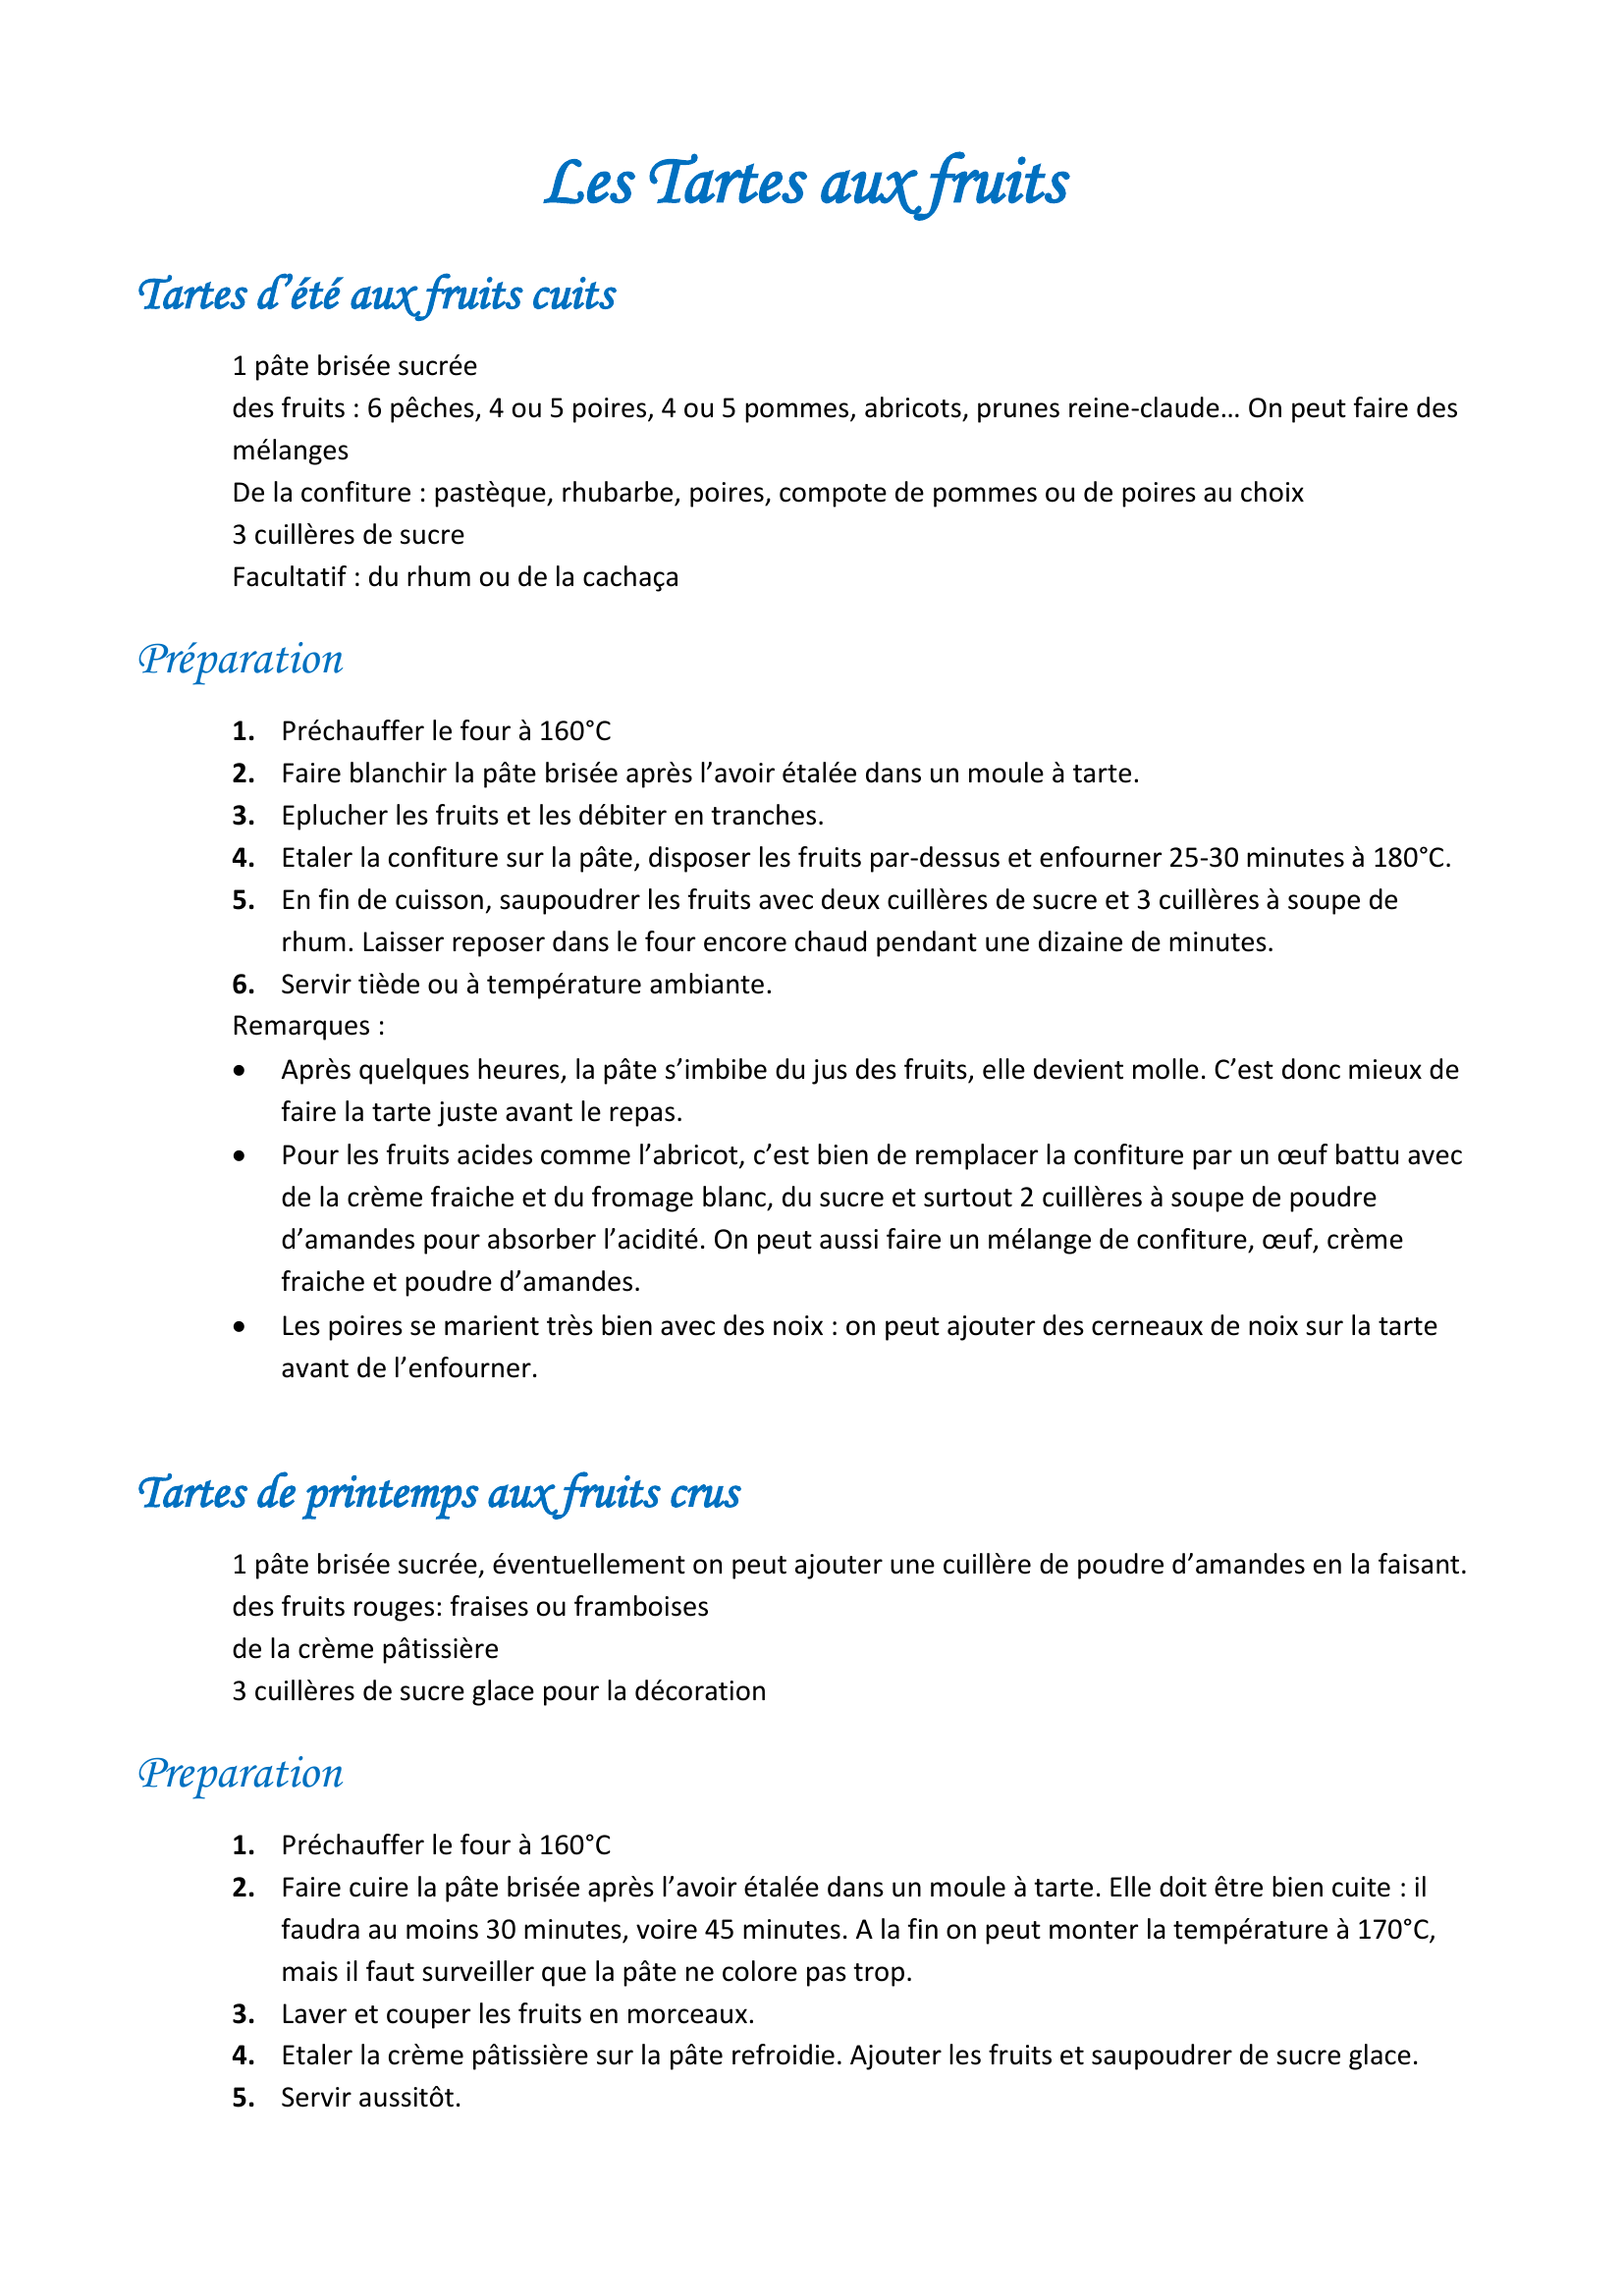 Les Tartes aux fruits
Tartes d’été aux fruits cuits
1 pâte brisée sucrée
des fruits : 6 pêches, 4 ou 5 poires, 4 ou 5 pommes, abricots, prunes reine-claude… On peut faire des
mélanges
De la confiture : pastèque, rhubarbe, poires, compote de pommes ou de poires au choix
3 cuillères de sucre
Facultatif : du rhum ou de la cachaça
Préparation
1. Préchauffer le four à 160°C
2. Faire blanchir la pâte brisée après l’avoir étalée dans un moule à tarte.
3. Eplucher les fruits et les débiter en tranches.
4. Etaler la confiture sur la pâte, disposer les fruits par-dessus et enfourner 25-30 minutes à 180°C.
5. En fin de cuisson, saupoudrer les fruits avec deux cuillères de sucre et 3 cuillères à soupe de
rhum. Laisser reposer dans le four encore chaud pendant une dizaine de minutes.
6. Servir tiède ou à température ambiante.
Remarques :
• Après quelques heures, la pâte s’imbibe du jus des fruits, elle devient molle. C’est donc mieux de
faire la tarte juste avant le repas.
• Pour les fruits acides comme l’abricot, c’est bien de remplacer la confiture par un œuf battu avec
de la crème fraiche et du fromage blanc, du sucre et surtout 2 cuillères à soupe de poudre
d’amandes pour absorber l’acidité. On peut aussi faire un mélange de confiture, œuf, crème
fraiche et poudre d’amandes.
• Les poires se marient très bien avec des noix : on peut ajouter des cerneaux de noix sur la tarte
avant de l’enfourner.
Tartes de printemps aux fruits crus
1 pâte brisée sucrée, éventuellement on peut ajouter une cuillère de poudre d’amandes en la faisant.
des fruits rouges: fraises ou framboises
de la crème pâtissière
3 cuillères de sucre glace pour la décoration
Preparation
1. Préchauffer le four à 160°C
2. Faire cuire la pâte brisée après l’avoir étalée dans un moule à tarte. Elle doit être bien cuite : il
faudra au moins 30 minutes, voire 45 minutes. A la fin on peut monter la température à 170°C,
mais il faut surveiller que la pâte ne colore pas trop.
3. Laver et couper les fruits en morceaux.
4. Etaler la crème pâtissière sur la pâte refroidie. Ajouter les fruits et saupoudrer de sucre glace.
5. Servir aussitôt.